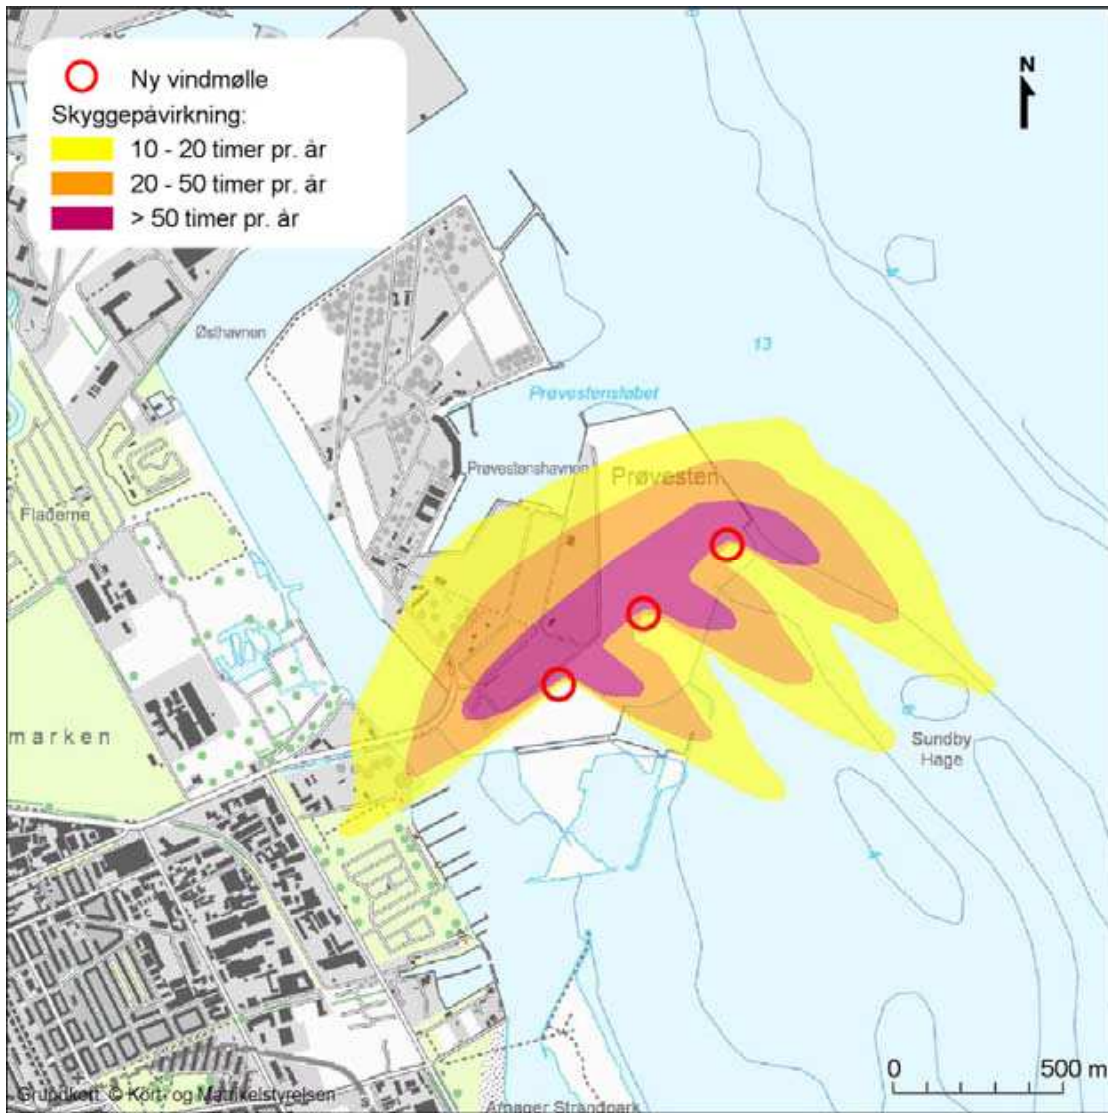 Ny vindmølle
Skyggepåvirkning:
10 - 20 timer pr. år
20 - 50 timer pr. år
> 50 timer pr. år
N
Østhavnen
13
Prøvestensløbet
Prøvestenshavnen
Prøvesten
Fladerne
marken
Sundby
Hage
0 500 m
Grundkort: © Kort- og Matrikelstyrelsen
Amager Strandpark